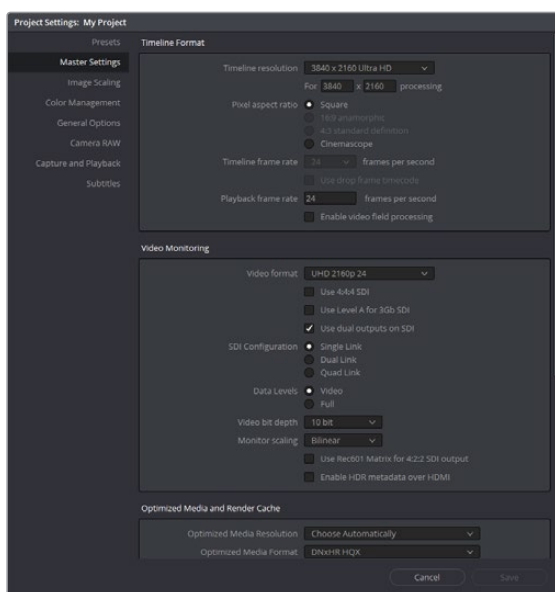 Project Settings: My Project
Presets
Master Settings
Image Scaling
Color Management
General Options
Camera RAW
Capture and Playback
Subtitles
Timeline Format
Timeline resolution 3840 x 2160 Ultra HD
For 3840 x 2160 processing
Pixel aspect ratio Square
16:9 anamorphic
4:3 standard definition
Cinemascope
Timeline frame rate 24 frames per second
Use drop frame timecode
Playback frame rate 24 frames per second
Enable video field processing
Video Monitoring
Video format UHD 2160p 24
Use 4:4:4 SDI
Use Level A for 3Gb SDI
Use dual outputs on SDI
SDI Configuration Single Link
Dual Link
Quad Link
Data Levels Video
Full
Video bit depth 10 bit
Monitor scaling Bilinear
Use Rec601 Matrix for 4:2:2 SDI output
Enable HDR metadata over HDMI
Optimized Media and Render Cache
Optimized Media Resolution Choose Automatically
Optimized Media Format DNxHR HQX
Cancel Save